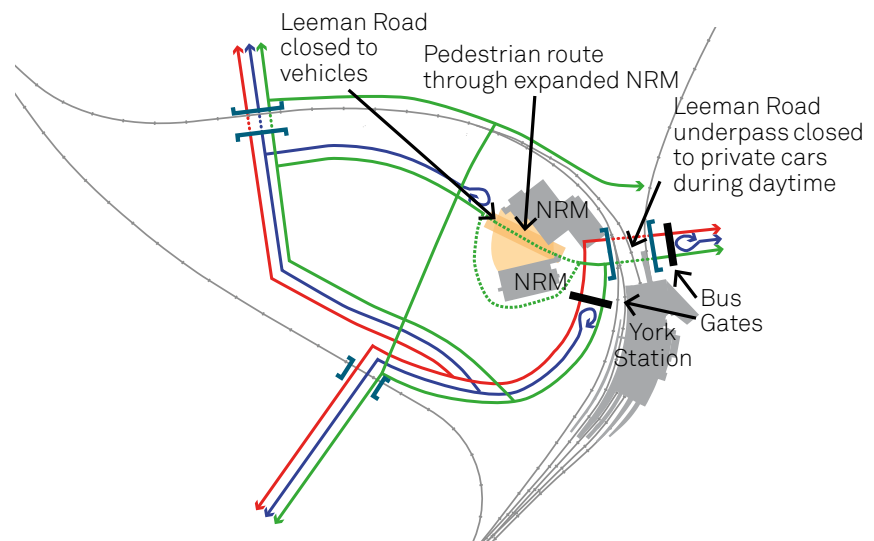 Leeman Road
closed to
vehicles
Pedestrian route
through expanded NRM
Leeman Road
underpass closed
to private cars
during daytime
NRM
NRM
Bus
Gates
York
Station